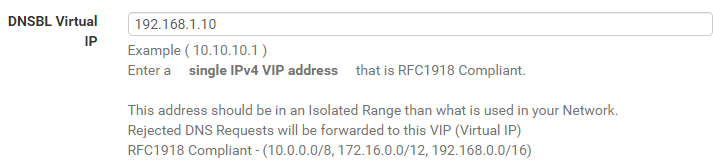 DNSBL Virtual
IP
192.168.1.10
Example ( 10.10.10.1 )
Enter a single IPv4 VIP address that is RFC1918 Compliant.
This address should be in an Isolated Range than what is used in your Network.
Rejected DNS Requests will be forwarded to this VIP (Virtual IP)
RFC1918 Compliant - (10.0.0.0/8, 172.16.0.0/12, 192.168.0.0/16)